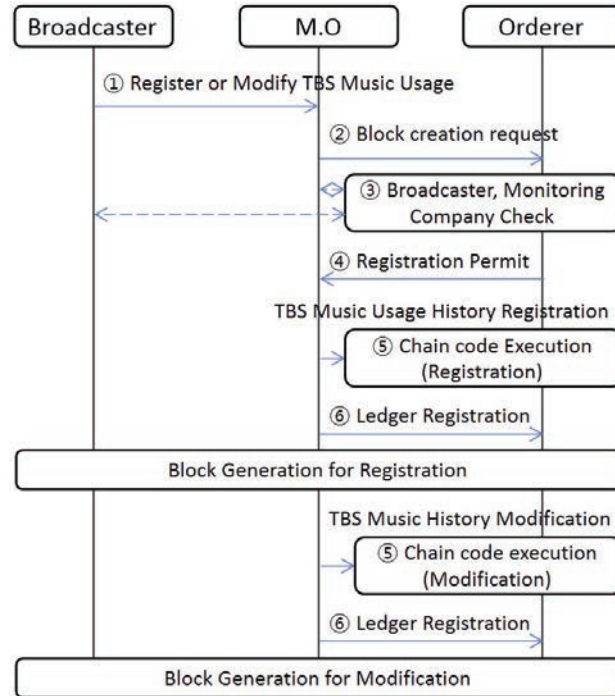 Broadcaster
M.O
Orderer
① Register or Modify TBS Music Usage
② Block creation request
③ Broadcaster, Monitoring
Company Check
④ Registration Permit
TBS Music Usage History Registration
⑤ Chain code Execution
(Registration)
⑥ Ledger Registration
Block Generation for Registration
TBS Music History Modification
⑤ Chain code execution
(Modification)
⑥ Ledger Registration
Block Generation for Modification